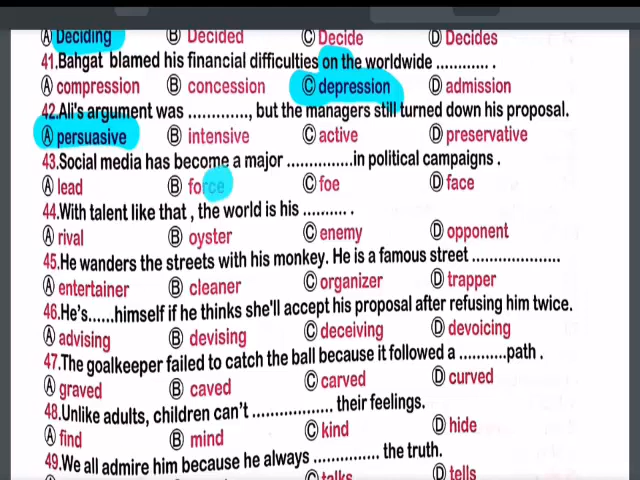 Ⓐ Deciding Ⓑ Decided Ⓒ Decide Ⓓ Decides
41.Bahgat blamed his financial difficulties on the worldwide ............ .
Ⓐ compression Ⓑ concession Ⓒ depression Ⓓ admission
42.Ali's argument was ............., but the managers still turned down his proposal.
Ⓐ persuasive Ⓑ intensive Ⓒ active Ⓓ preservative
43.Social media has become a major ...............in political campaigns .
Ⓐ lead Ⓑ force Ⓒ foe Ⓓ face
44.With talent like that , the world is his .......... .
Ⓐ rival Ⓑ oyster Ⓒ enemy Ⓓ opponent
45.He wanders the streets with his monkey. He is a famous street ....................
Ⓐ entertainer Ⓑ cleaner Ⓒ organizer Ⓓ trapper
46.He's......himself if he thinks she'll accept his proposal after refusing him twice.
Ⓐ advising Ⓑ devising Ⓒ deceiving Ⓓ devoicing
47.The goalkeeper failed to catch the ball because it followed a ..........path .
Ⓐ graved Ⓑ caved Ⓒ carved Ⓓ curved
48.Unlike adults, children can't .................. their feelings.
Ⓐ find Ⓑ mind Ⓒ kind Ⓓ hide
49.We all admire him because he always .............. the truth.
Ⓒ talks Ⓓ tells